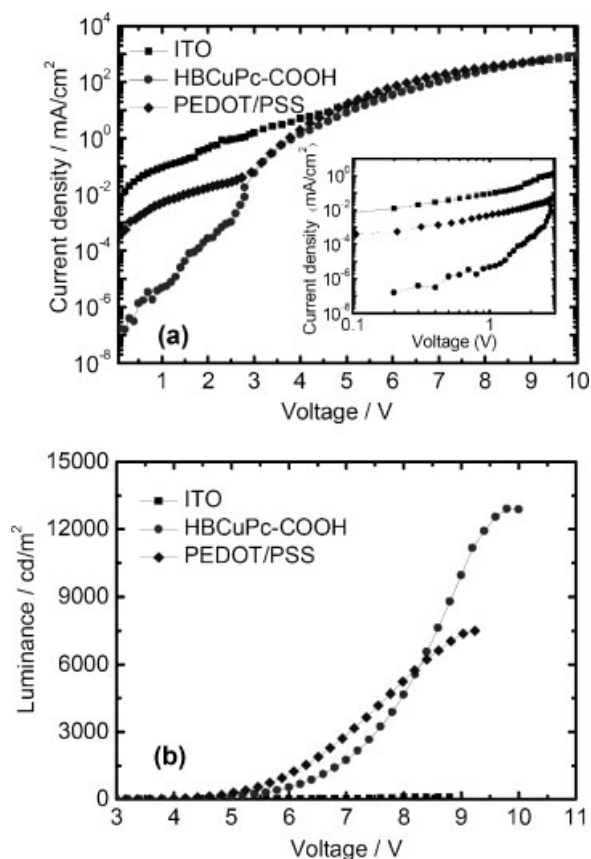 10^4
10^2
10^0
10^-2
10^-4
10^-6
10^-8
Current density / mA/cm^2
ITO
HBCuPc-COOH
PEDOT/PSS
(a)
Current density (mA/cm^2)
10^0
10^-2
10^-4
10^-6
10^-8
0.1
1
Voltage (V)
1 2 3 4 5 6 7 8 9 10
Voltage / V
15000
12000
9000
6000
3000
0
Luminance / cd/m^2
ITO
HBCuPc-COOH
PEDOT/PSS
(b)
3 4 5 6 7 8 9 10 11
Voltage / V